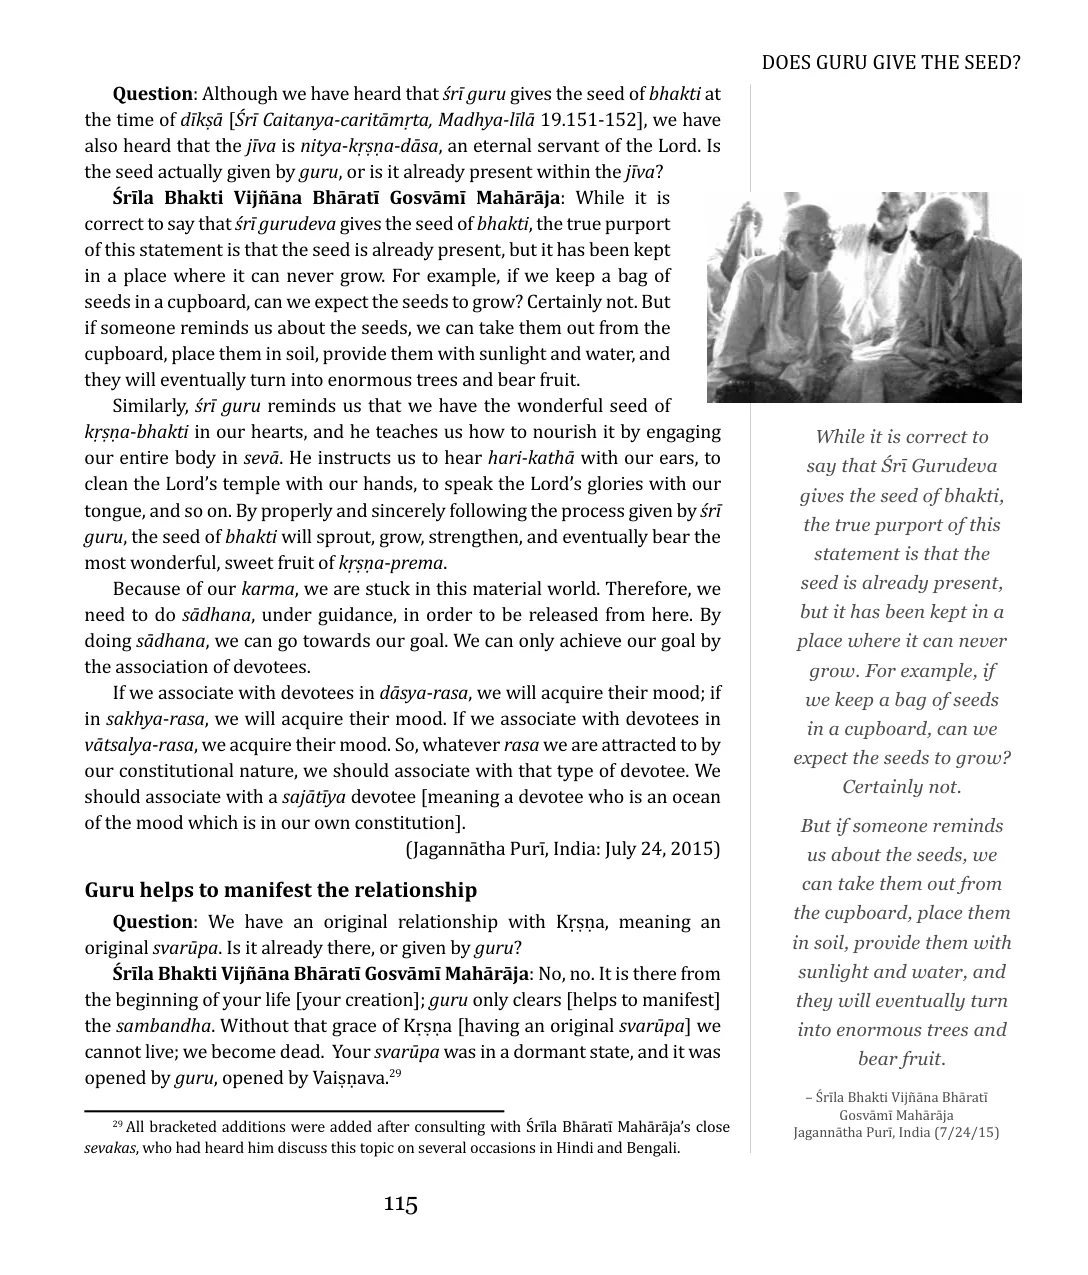 DOES GURU GIVE THE SEED?
Question: Although we have heard that śrī guru gives the seed of bhakti at
the time of dīkṣā [Śrī Caitanya-caritāmṛta, Madhya-līlā 19.151-152], we have
also heard that the jīva is nitya-kṛṣṇa-dāsa, an eternal servant of the Lord. Is
the seed actually given by guru, or is it already present within the jīva?
Śrīla Bhakti Vijñāna Bhāratī Gosvāmī Mahārāja: While it is
correct to say that śrī gurudeva gives the seed of bhakti, the true purport
of this statement is that the seed is already present, but it has been kept
in a place where it can never grow. For example, if we keep a bag of
seeds in a cupboard, can we expect the seeds to grow? Certainly not. But
if someone reminds us about the seeds, we can take them out from the
cupboard, place them in soil, provide them with sunlight and water, and
they will eventually turn into enormous trees and bear fruit.
Similarly, śrī guru reminds us that we have the wonderful seed of
kṛṣṇa-bhakti in our hearts, and he teaches us how to nourish it by engaging
our entire body in sevā. He instructs us to hear hari-kathā with our ears, to
clean the Lord's temple with our hands, to speak the Lord's glories with our
tongue, and so on. By properly and sincerely following the process given by śrī
guru, the seed of bhakti will sprout, grow, strengthen, and eventually bear the
most wonderful, sweet fruit of kṛṣṇa-prema.
Because of our karma, we are stuck in this material world. Therefore, we
need to do sādhana, under guidance, in order to be released from here. By
doing sādhana, we can go towards our goal. We can only achieve our goal by
the association of devotees.
If we associate with devotees in dāsya-rasa, we will acquire their mood; if
in sakhya-rasa, we will acquire their mood. If we associate with devotees in
vātsalya-rasa, we acquire their mood. So, whatever rasa we are attracted to by
our constitutional nature, we should associate with that type of devotee. We
should associate with a sajātīya devotee [meaning a devotee who is an ocean
of the mood which is in our own constitution].
(Jagannātha Purī, India: July 24, 2015)
Guru helps to manifest the relationship
Question: We have an original relationship with Kṛṣṇa, meaning an
original svarūpa. Is it already there, or given by guru?
Śrīla Bhakti Vijñāna Bhāratī Gosvāmī Mahārāja: No, no. It is there from
the beginning of your life [your creation]; guru only clears [helps to manifest]
the sambandha. Without that grace of Kṛṣṇa [having an original svarūpa] we
cannot live; we become dead. Your svarūpa was in a dormant state, and it was
opened by guru, opened by Vaiṣṇava.29
29 All bracketed additions were added after consulting with Śrīla Bhāratī Mahārāja's close
sevakas, who had heard him discuss this topic on several occasions in Hindi and Bengali.
While it is correct to
say that Śrī Gurudeva
gives the seed of bhakti,
the true purport of this
statement is that the
seed is already present,
but it has been kept in a
place where it can never
grow. For example, if
we keep a bag of seeds
in a cupboard, can we
expect the seeds to grow?
Certainly not.
But if someone reminds
us about the seeds, we
can take them out from
the cupboard, place them
in soil, provide them with
sunlight and water, and
they will eventually turn
into enormous trees and
bear fruit.
– Śrīla Bhakti Vijñāna Bhāratī
Gosvāmī Mahārāja
Jagannātha Purī, India (7/24/15)
115